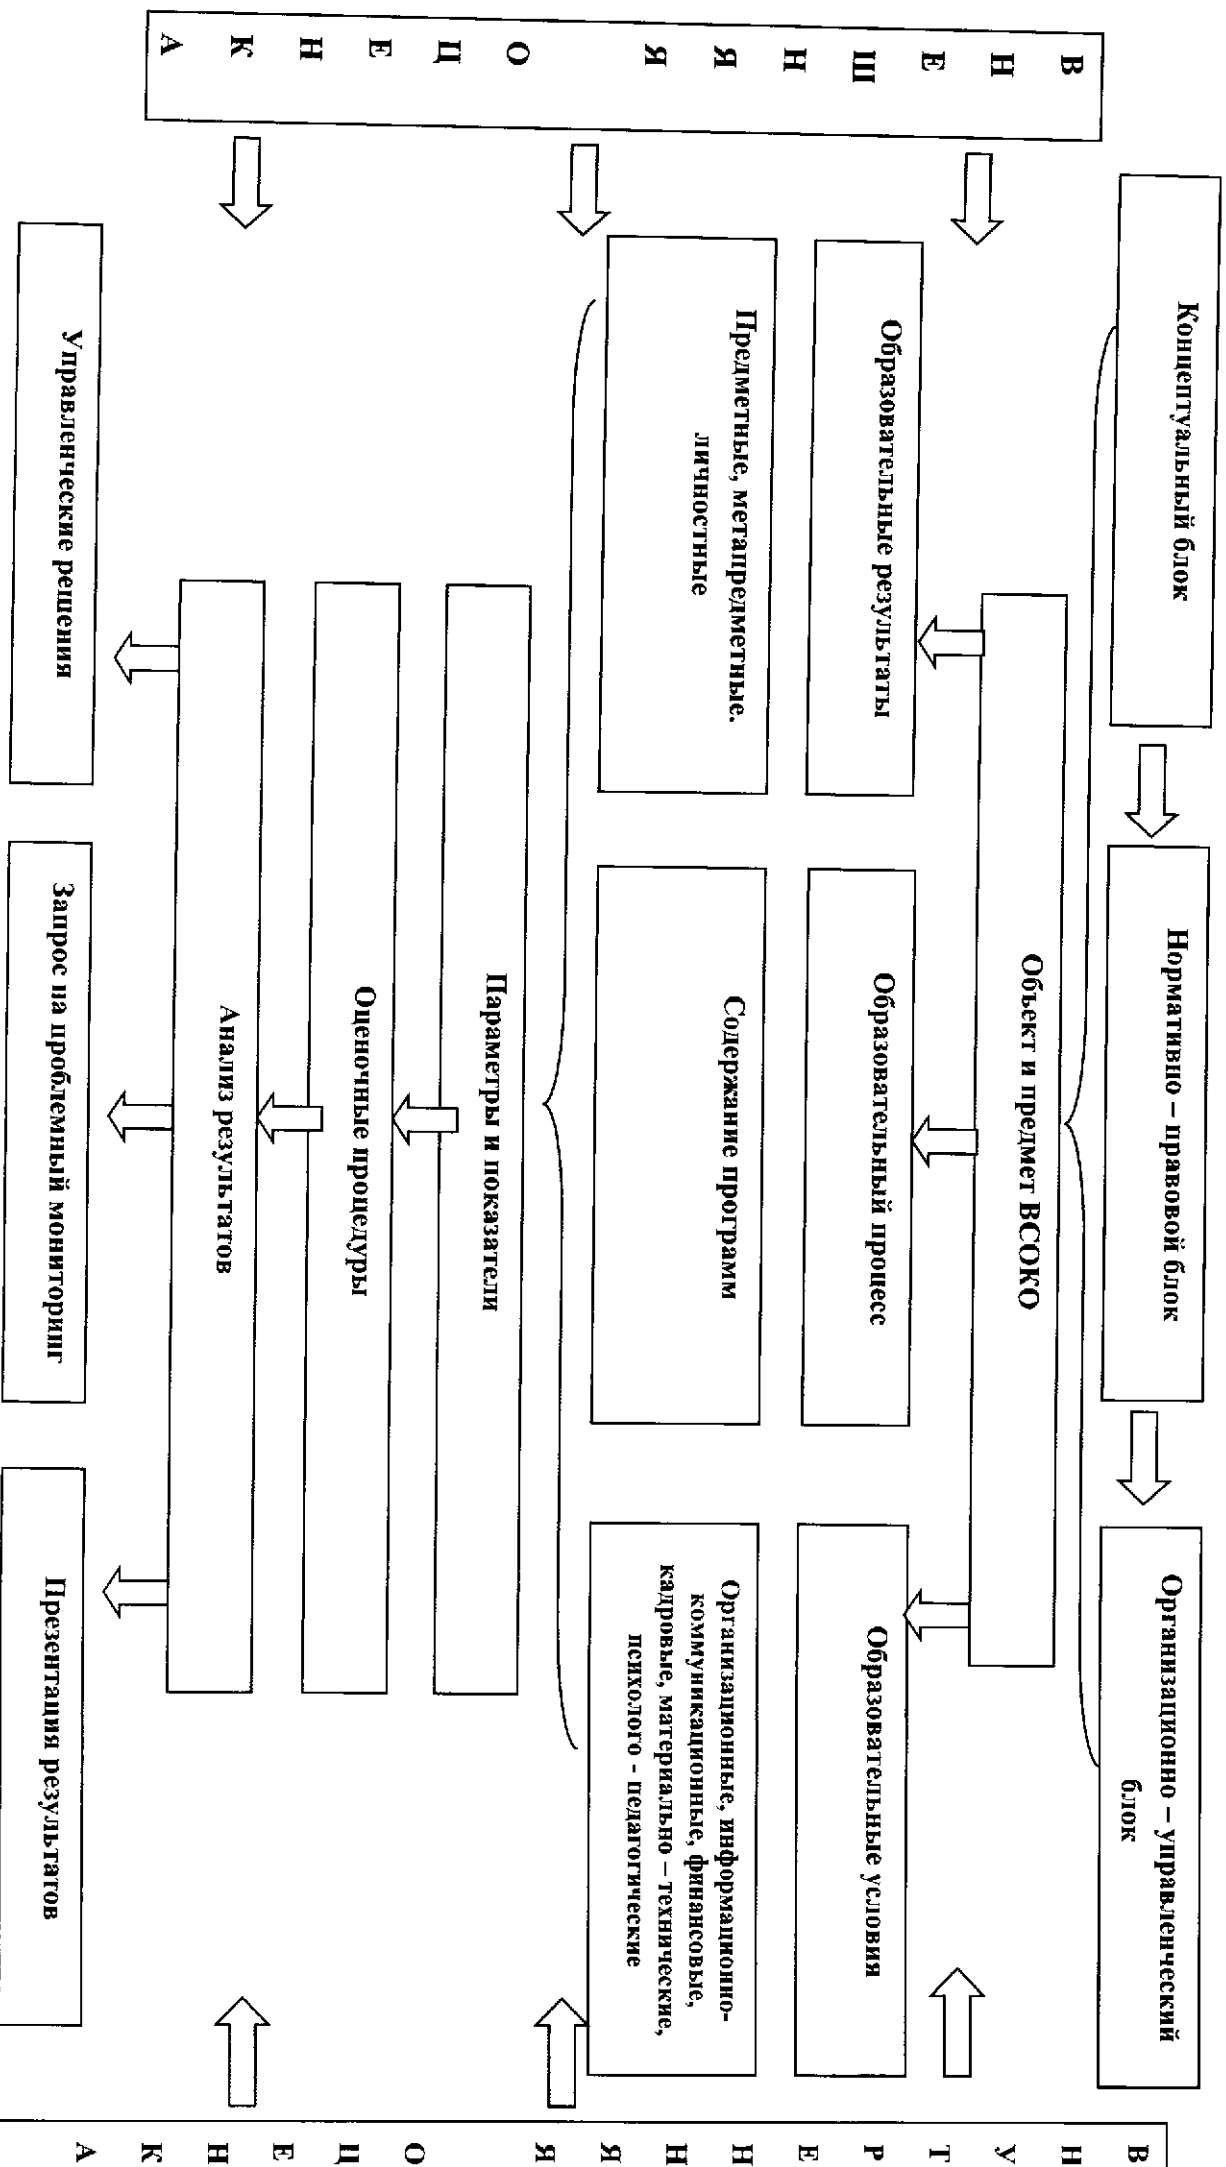 Концептуальный блок
Нормативно – правовой блок
Организационно – управленческий
блок
В Н Е Ш Н Я Я О Ц Е Н К А
Объект и предмет ВСОКО
Образовательные результаты
Образовательный процесс
Образовательные условия
Предметные, метапредметные.
личностные
Содержание программ
Организационные, информационно-
коммуникационные, финансовые,
кадровые, материально – технические,
психолого - педагогические
Параметры и показатели
Оценочные процедуры
Анализ результатов
Управленческие решения
Запрос на проблемный мониторинг
Презентация результатов
В Н У Т Р Е Н Н Я Я О Ц Е Н К А